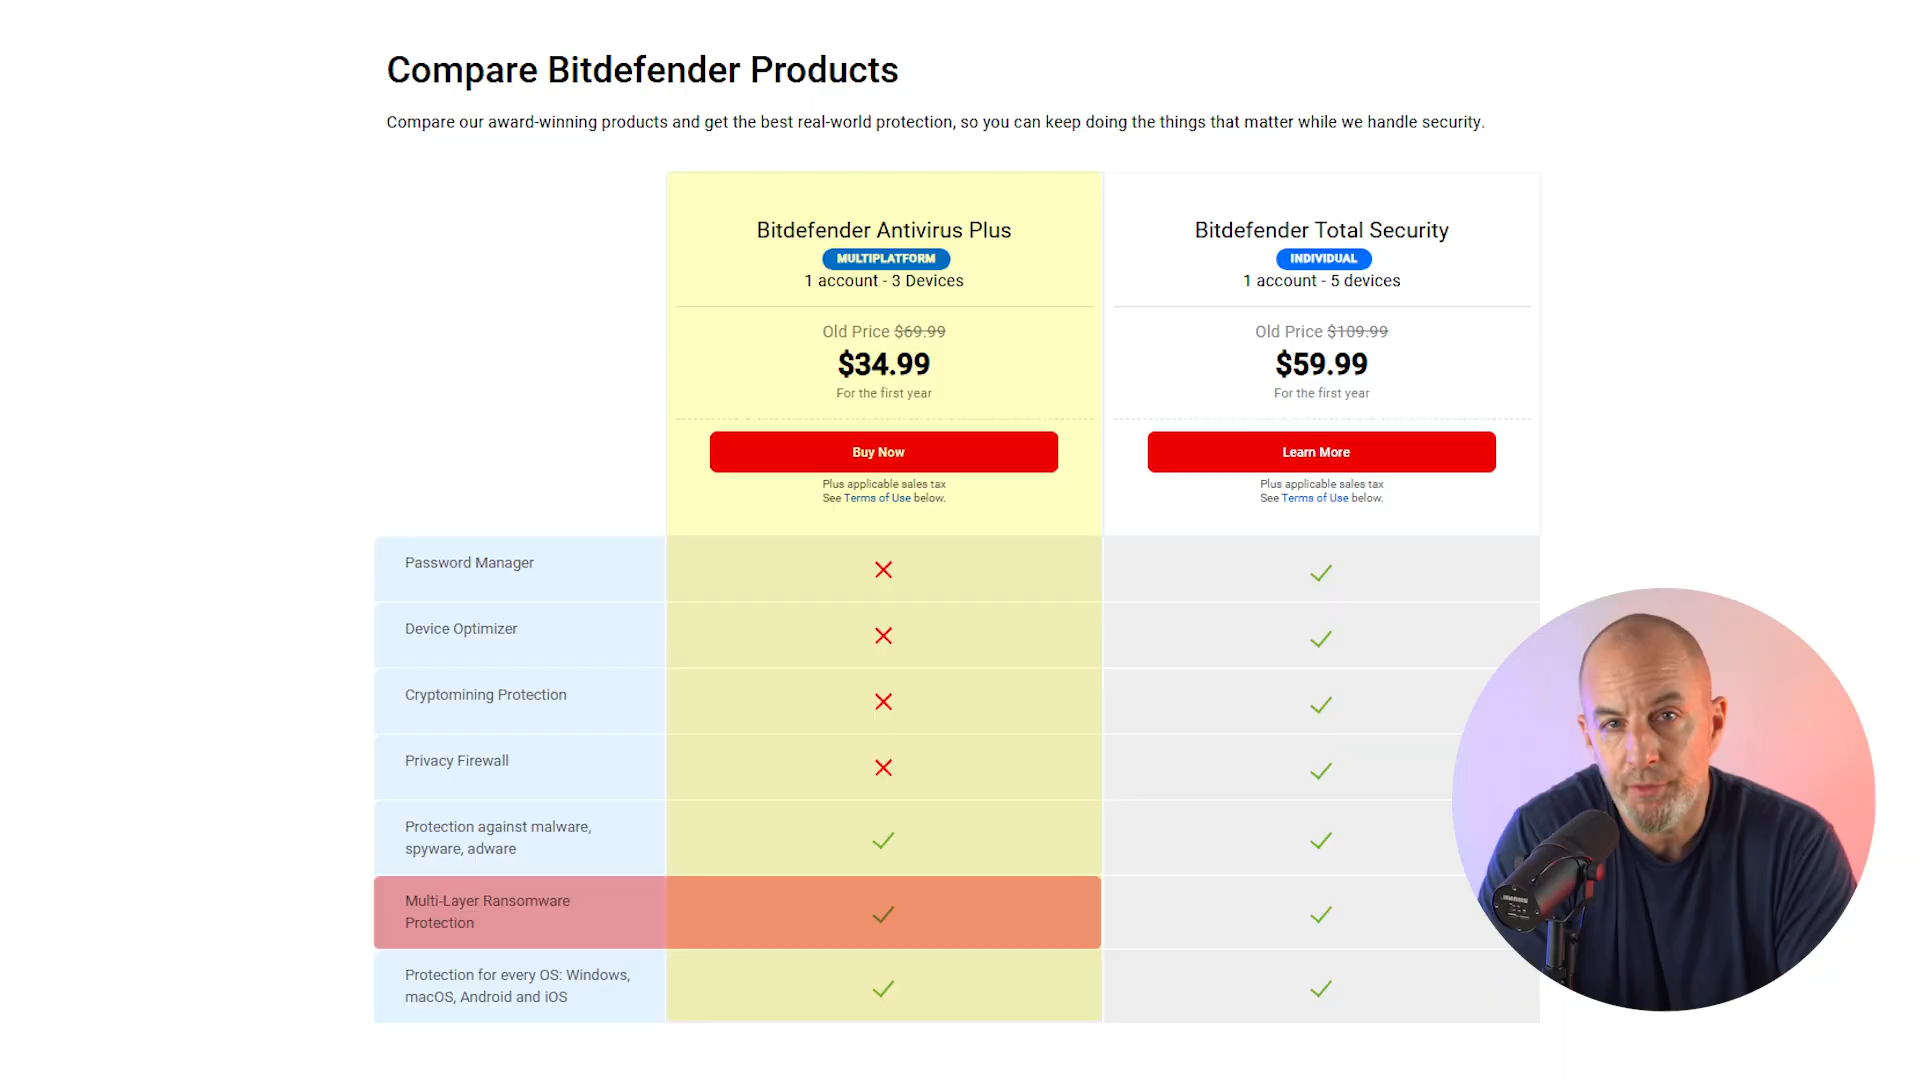 Compare Bitdefender Products
Compare our award-winning products and get the best real-world protection, so you can keep doing the things that matter while we handle security.
Bitdefender Antivirus Plus
MULTIPLATFORM
1 account - 3 Devices
Old Price $69.99
$34.99
For the first year
Buy Now
Plus applicable sales tax
See Terms of Use below.
Bitdefender Total Security
INDIVIDUAL
1 account - 5 devices
Old Price $109.99
$59.99
For the first year
Learn More
Plus applicable sales tax
See Terms of Use below.
Password Manager
Device Optimizer
Cryptomining Protection
Privacy Firewall
Protection against malware,
spyware, adware
Multi-Layer Ransomware
Protection
Protection for every OS: Windows,
macOS, Android and iOS